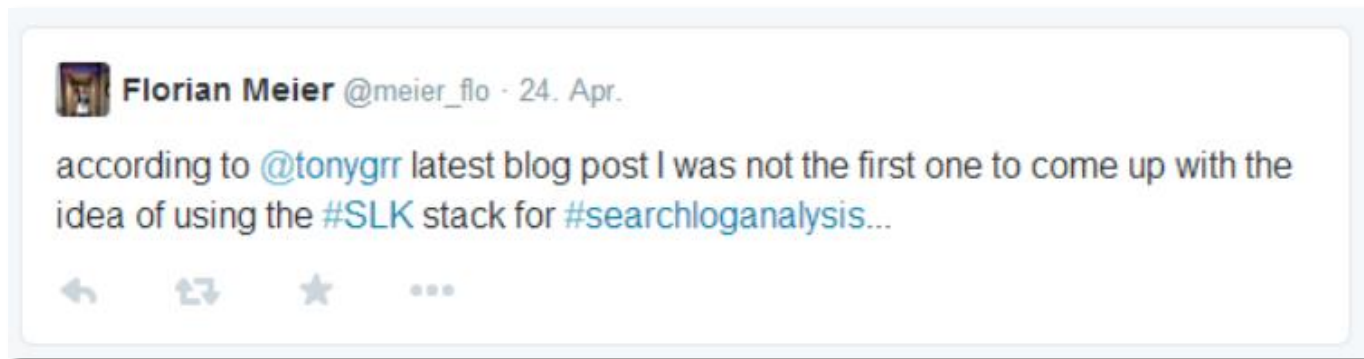 Florian Meier @meier_flo · 24. Apr.
according to @tonygrr latest blog post I was not the first one to come up with the
idea of using the #SLK stack for #searchloganalysis...